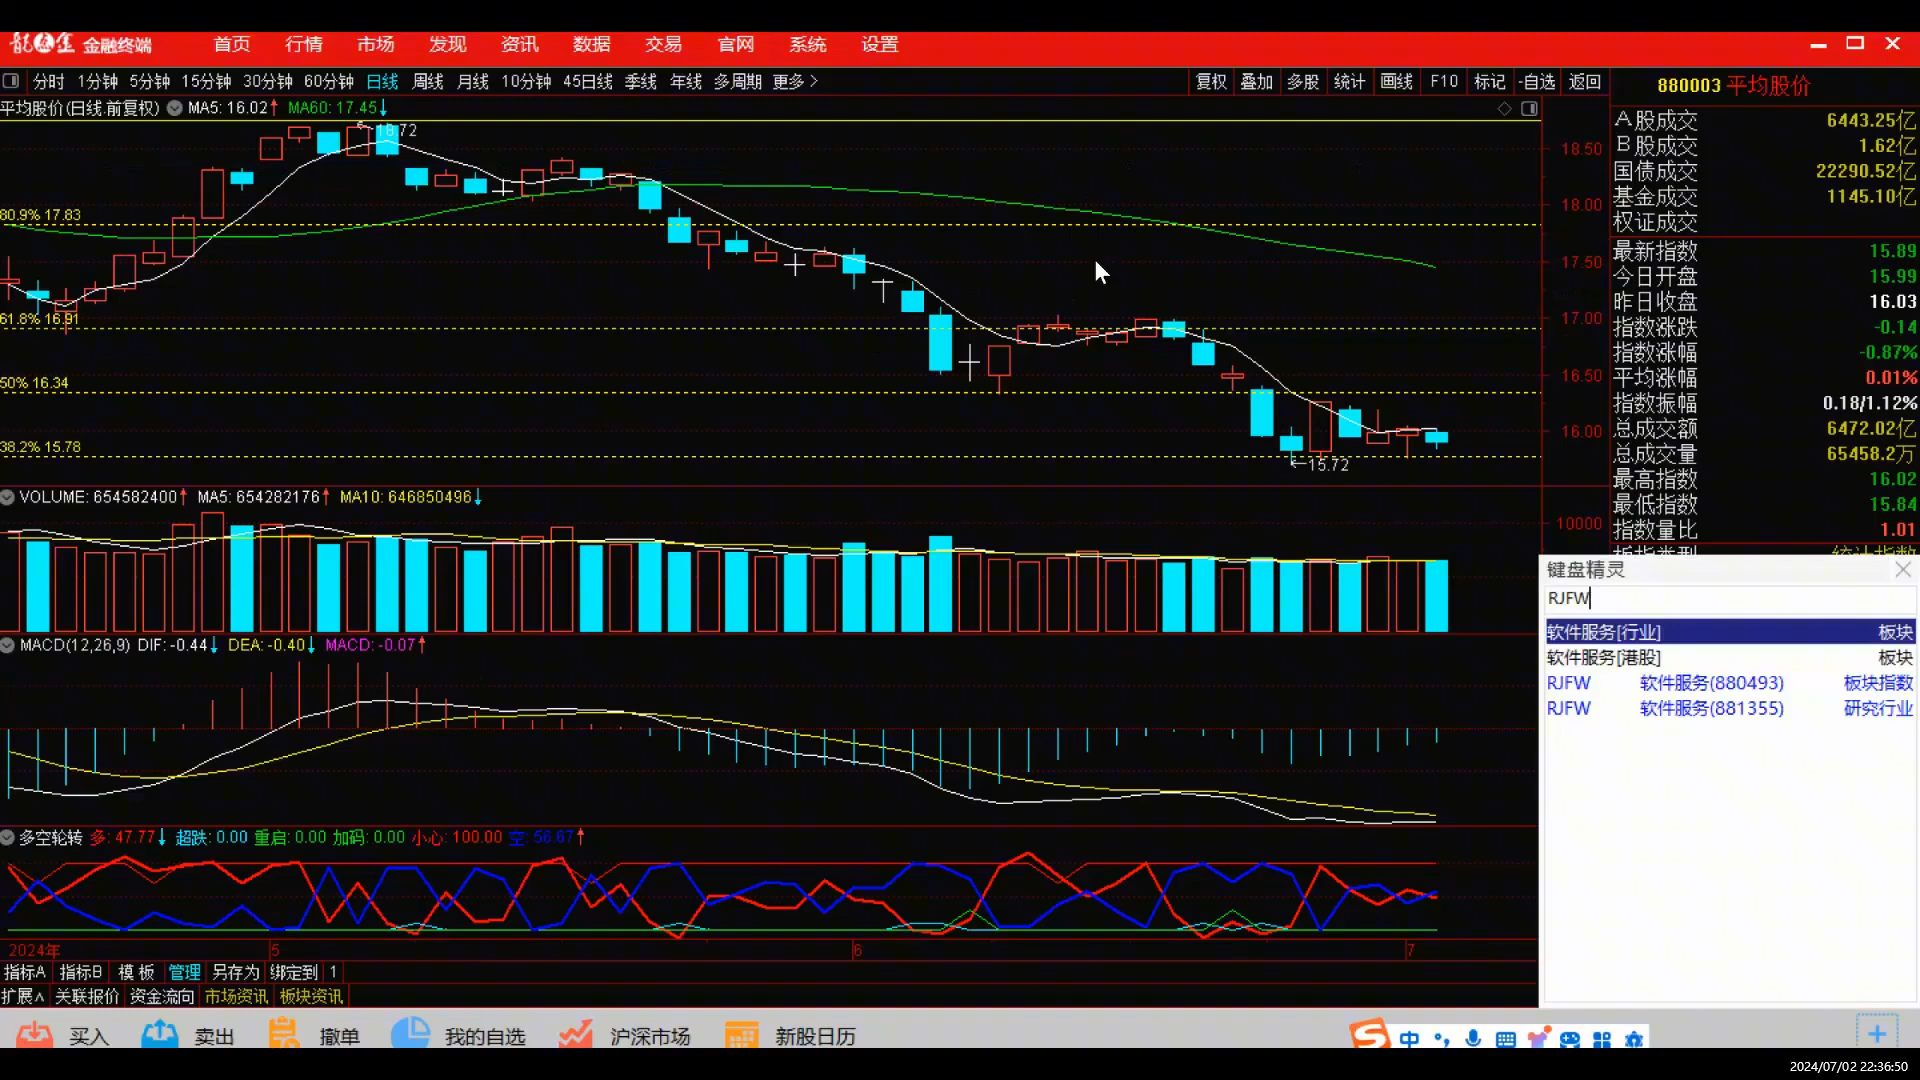 金融终端 首页 行情 市场 发现 资讯 数据 交易 官网 系统 设置
分时 1分钟 5分钟 15分钟 30分钟 60分钟 日线 周线 月线 10分钟 45日线 季线 年线 多周期 更多>
复权 叠加 多股 统计 画线 F10 标记 -自选 返回
880003 平均股价
平均股价(日线.前复权) MA5: 16.02↑ MA60: 17.45↓
18.72
18.50
18.00
17.50
17.00
16.50
16.00
80.9% 17.83
61.8% 16.91
50% 16.34
38.2% 15.78
←15.72
A股成交 6443.25亿
B股成交 1.62亿
国债成交 22290.52亿
基金成交 1145.10亿
权证成交
最新指数 15.89
今日开盘 15.99
昨日收盘 16.03
指数涨跌 -0.14
指数涨幅 -0.87%
平均涨幅 0.01%
指数振幅 0.18/1.12%
总成交额 6472.02亿
总成交量 65458.2万
最高指数 16.02
最低指数 15.84
指数量比 1.01
VOLUME: 654582400↑ MA5: 654282176↑ MA10: 646850496↓
10000
键盘精灵
RJFW
软件服务[行业] 板块
软件服务[港股] 板块
RJFW 软件服务(880493) 板块指数
RJFW 软件服务(881355) 研究行业
MACD(12,26,9) DIF: -0.44↓ DEA: -0.40↓ MACD: -0.07↑
多空轮转 多: 47.77↓ 超跌: 0.00 重启: 0.00 加码: 0.00 小心: 100.00 空: 56.67↑
2024年 5 6 7
指标A 指标B 模板 管理 另存为 绑定到 1
扩展∧ 关联报价 资金流向 市场资讯 板块资讯
买入 卖出 撤单 我的自选 沪深市场 新股日历
中
2024/07/02 22:36:50